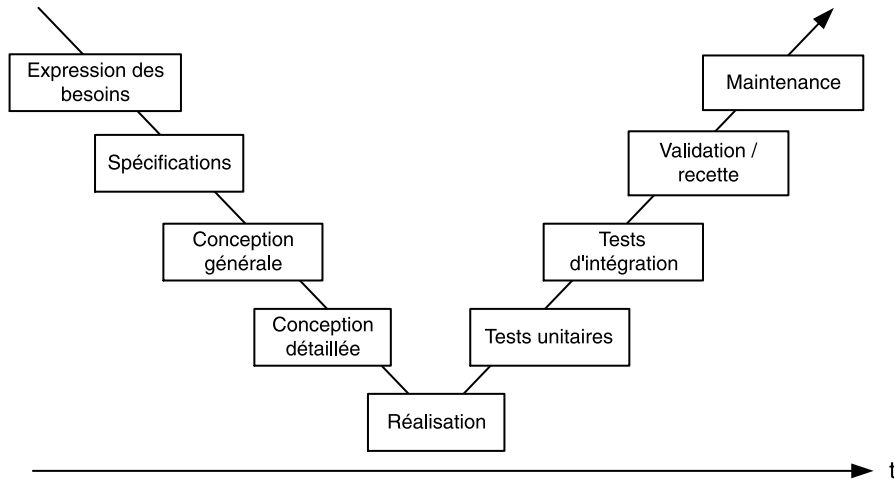 Expression des
besoins
Spécifications
Conception
générale
Conception
détaillée
Réalisation
Tests unitaires
Tests
d'intégration
Validation /
recette
Maintenance
t